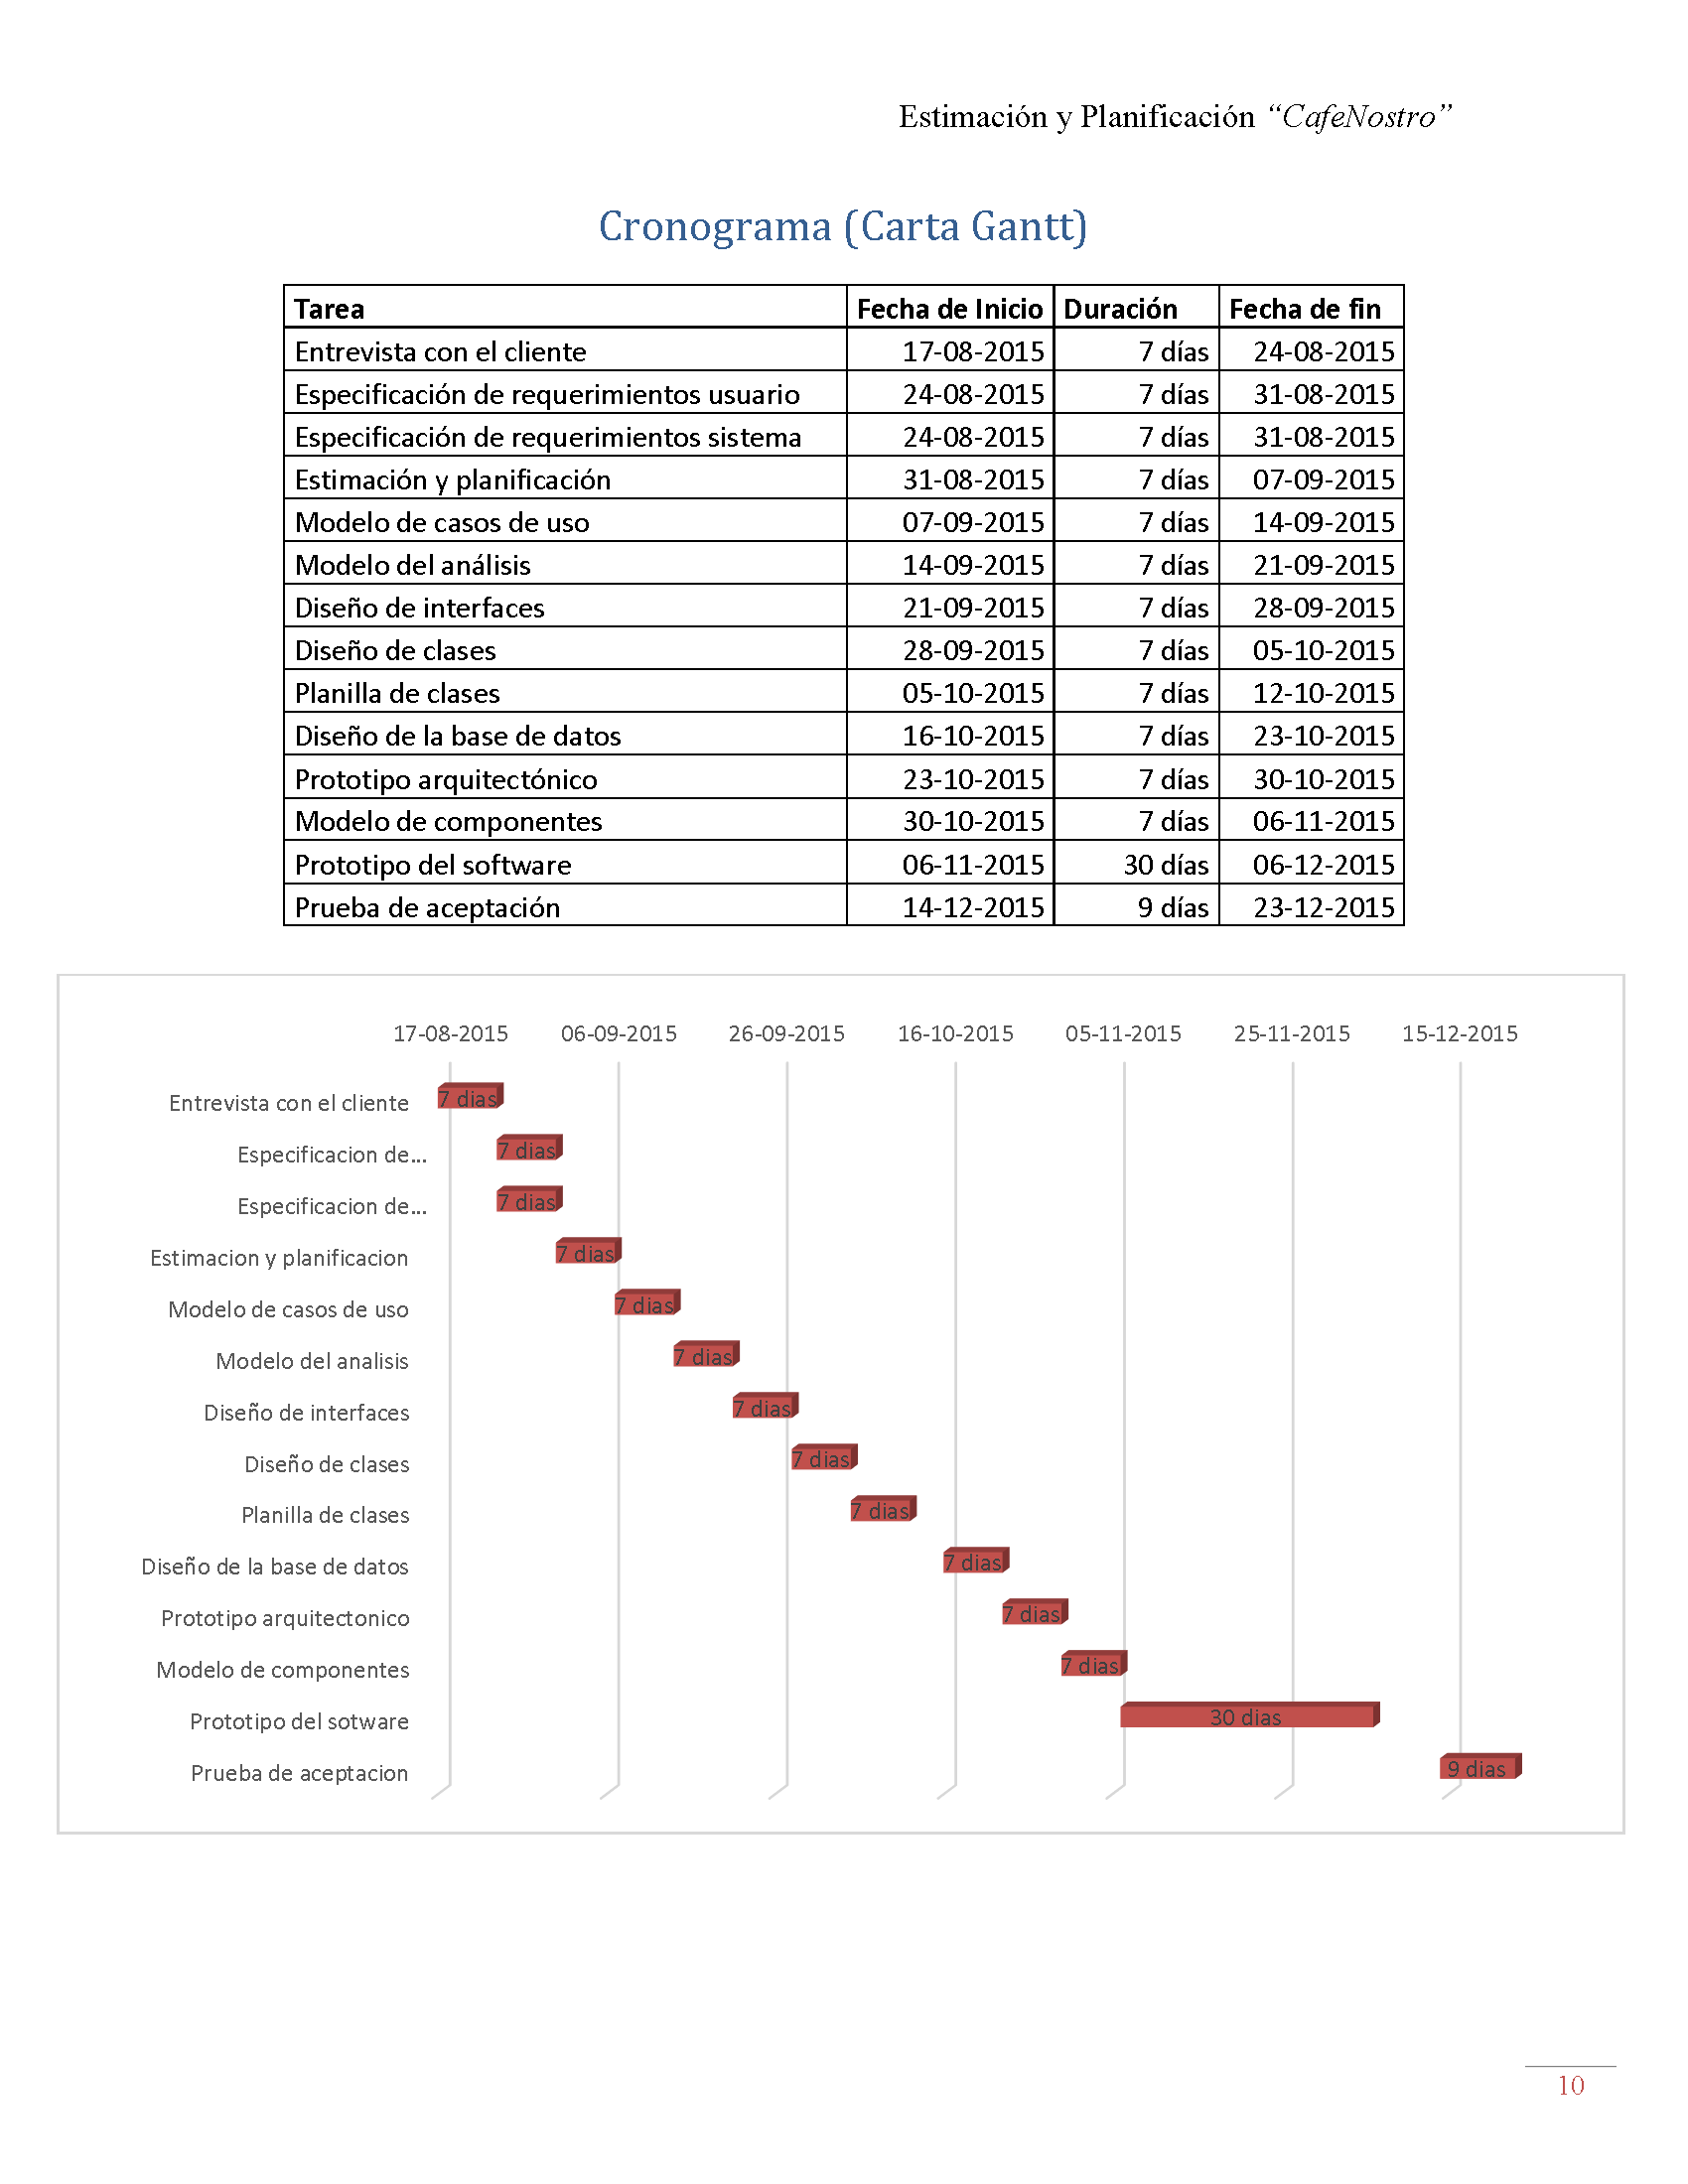 Estimación y Planificación “CafeNostro”
Cronograma (Carta Gantt)
Tarea Fecha de Inicio Duración Fecha de fin
Entrevista con el cliente 17-08-2015 7 días 24-08-2015
Especificación de requerimientos usuario 24-08-2015 7 días 31-08-2015
Especificación de requerimientos sistema 24-08-2015 7 días 31-08-2015
Estimación y planificación 31-08-2015 7 días 07-09-2015
Modelo de casos de uso 07-09-2015 7 días 14-09-2015
Modelo del análisis 14-09-2015 7 días 21-09-2015
Diseño de interfaces 21-09-2015 7 días 28-09-2015
Diseño de clases 28-09-2015 7 días 05-10-2015
Planilla de clases 05-10-2015 7 días 12-10-2015
Diseño de la base de datos 16-10-2015 7 días 23-10-2015
Prototipo arquitectónico 23-10-2015 7 días 30-10-2015
Modelo de componentes 30-10-2015 7 días 06-11-2015
Prototipo del software 06-11-2015 30 días 06-12-2015
Prueba de aceptación 14-12-2015 9 días 23-12-2015
17-08-2015 06-09-2015 26-09-2015 16-10-2015 05-11-2015 25-11-2015 15-12-2015
Entrevista con el cliente 7 dias
Especificacion de... 7 dias
Especificacion de... 7 dias
Estimacion y planificacion 7 dias
Modelo de casos de uso 7 dias
Modelo del analisis 7 dias
Diseño de interfaces 7 dias
Diseño de clases 7 dias
Planilla de clases 7 dias
Diseño de la base de datos 7 dias
Prototipo arquitectonico 7 dias
Modelo de componentes 7 dias
Prototipo del sotware 30 dias
Prueba de aceptacion 9 dias
10